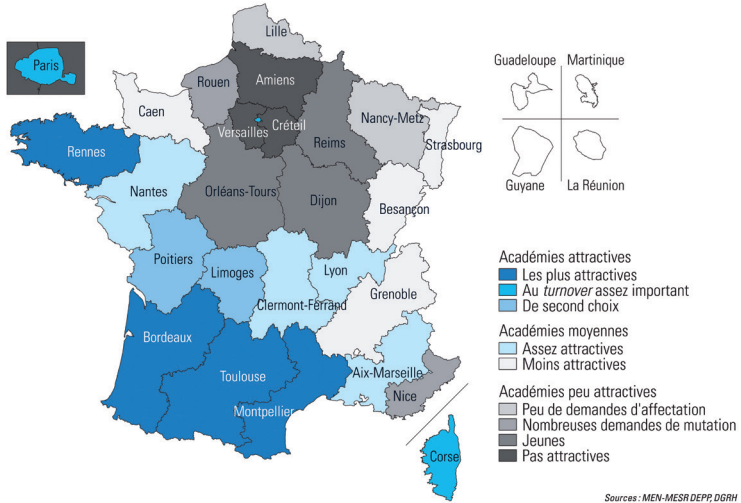 Lille
Paris
Guadeloupe
Martinique
Rouen
Amiens
Caen
Nancy-Metz
Versailles
Créteil
Reims
Strasbourg
Rennes
Guyane
La Réunion
Nantes
Orléans-Tours
Dijon
Besançon
Poitiers
Limoges
Lyon
Clermont-Ferrand
Grenoble
Bordeaux
Aix-Marseille
Toulouse
Nice
Montpellier
Corse
Académies attractives
Les plus attractives
Au turnover assez important
De second choix
Académies moyennes
Assez attractives
Moins attractives
Académies peu attractives
Peu de demandes d'affectation
Nombreuses demandes de mutation
Jeunes
Pas attractives
Sources : MEN-MESR DEPP, DGRH